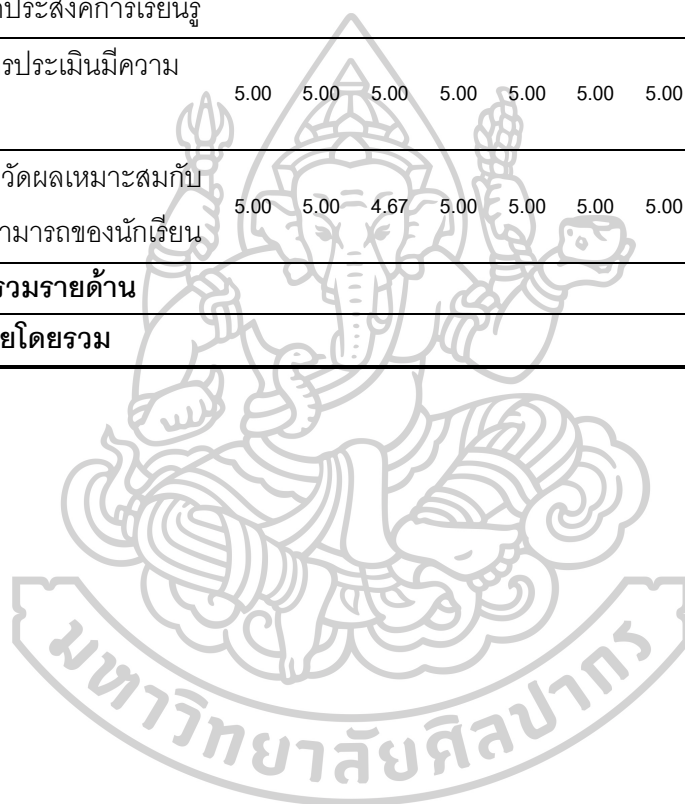 ประสงค์การเรียนรู้
รประเมินมีความ
5.00 5.00 5.00 5.00 5.00 5.00 5.00
วัดผลเหมาะสมกับ
5.00 5.00 4.67 5.00 5.00 5.00 5.00
ามารถของนักเรียน
รวมรายด้าน
ยโดยรวม
มหาวิทยาลัยศิลปากร